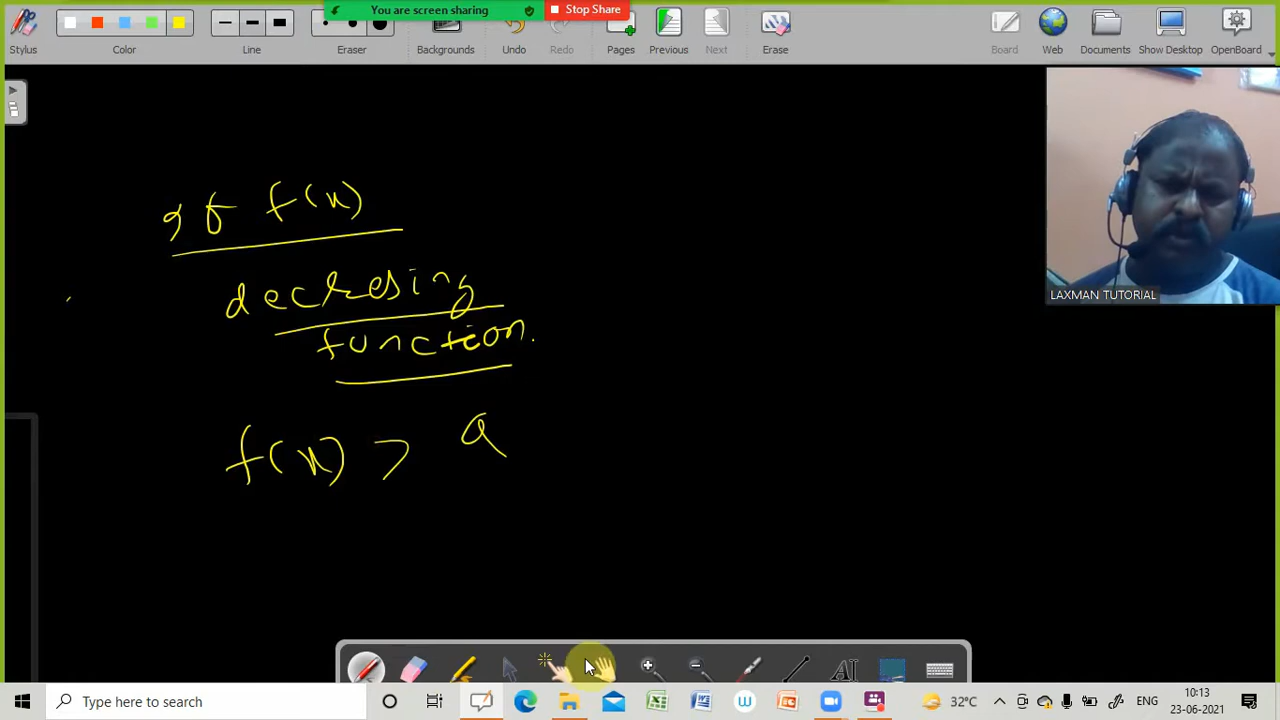 You are screen sharing Stop Share
Stylus Color Line Eraser Backgrounds Undo Redo Pages Previous Next Erase Board Web Documents Show Desktop OpenBoard
If f(x)
decresing
function.
f(x) > a
LAXMAN TUTORIAL
Type here to search
32°C ENG 10:13
23-06-2021